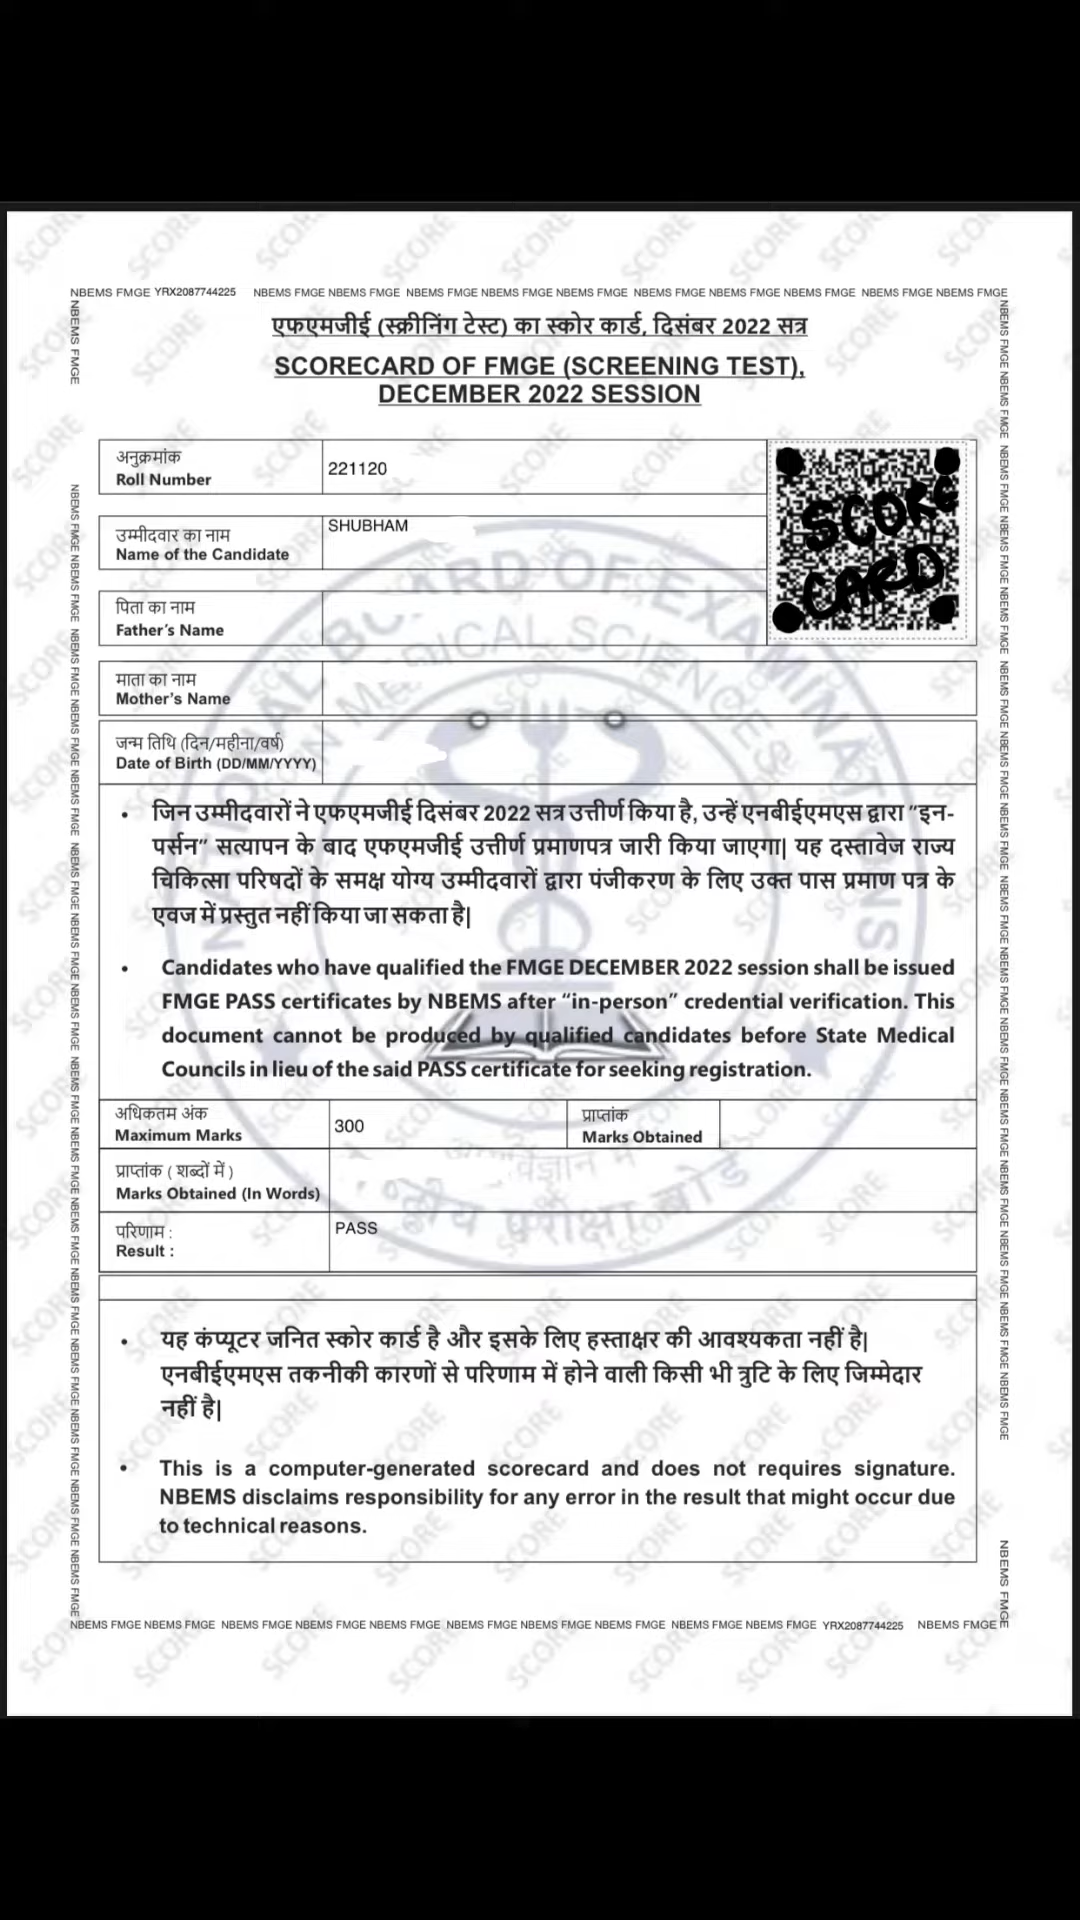 NBEMS FMGE YRX2087744225 NBEMS FMGE NBEMS FMGE NBEMS FMGE NBEMS FMGE NBEMS FMGE NBEMS FMGE NBEMS FMGE NBEMS FMGE NBEMS FMGE NBEMS FMGE
एफएमजीई (स्क्रीनिंग टेस्ट) का स्कोर कार्ड, दिसंबर 2022 सत्र
SCORECARD OF FMGE (SCREENING TEST),
DECEMBER 2022 SESSION
अनुक्रमांक
Roll Number
221120
SCORE
CARD
उम्मीदवार का नाम
Name of the Candidate
SHUBHAM
पिता का नाम
Father's Name
माता का नाम
Mother's Name
जन्म तिथि (दिन/महीना/वर्ष)
Date of Birth (DD/MM/YYYY)
• जिन उम्मीदवारों ने एफएमजीई दिसंबर 2022 सत्र उत्तीर्ण किया है, उन्हें एनबीईएमएस द्वारा “इन-
पर्सन” सत्यापन के बाद एफएमजीई उत्तीर्ण प्रमाणपत्र जारी किया जाएगा| यह दस्तावेज राज्य
चिकित्सा परिषदों के समक्ष योग्य उम्मीदवारों द्वारा पंजीकरण के लिए उक्त पास प्रमाण पत्र के
एवज में प्रस्तुत नहीं किया जा सकता है|
• Candidates who have qualified the FMGE DECEMBER 2022 session shall be issued
FMGE PASS certificates by NBEMS after “in-person” credential verification. This
document cannot be produced by qualified candidates before State Medical
Councils in lieu of the said PASS certificate for seeking registration.
अधिकतम अंक
Maximum Marks
300
प्राप्तांक
Marks Obtained
प्राप्तांक ( शब्दों में )
Marks Obtained (In Words)
परिणाम :
Result :
PASS
• यह कंप्यूटर जनित स्कोर कार्ड है और इसके लिए हस्ताक्षर की आवश्यकता नहीं है|
एनबीईएमएस तकनीकी कारणों से परिणाम में होने वाली किसी भी त्रुटि के लिए जिम्मेदार
नहीं है|
• This is a computer-generated scorecard and does not requires signature.
NBEMS disclaims responsibility for any error in the result that might occur due
to technical reasons.
NBEMS FMGE NBEMS FMGE NBEMS FMGE NBEMS FMGE NBEMS FMGE NBEMS FMGE NBEMS FMGE NBEMS FMGE NBEMS FMGE NBEMS FMGE YRX2087744225 NBEMS FMGE